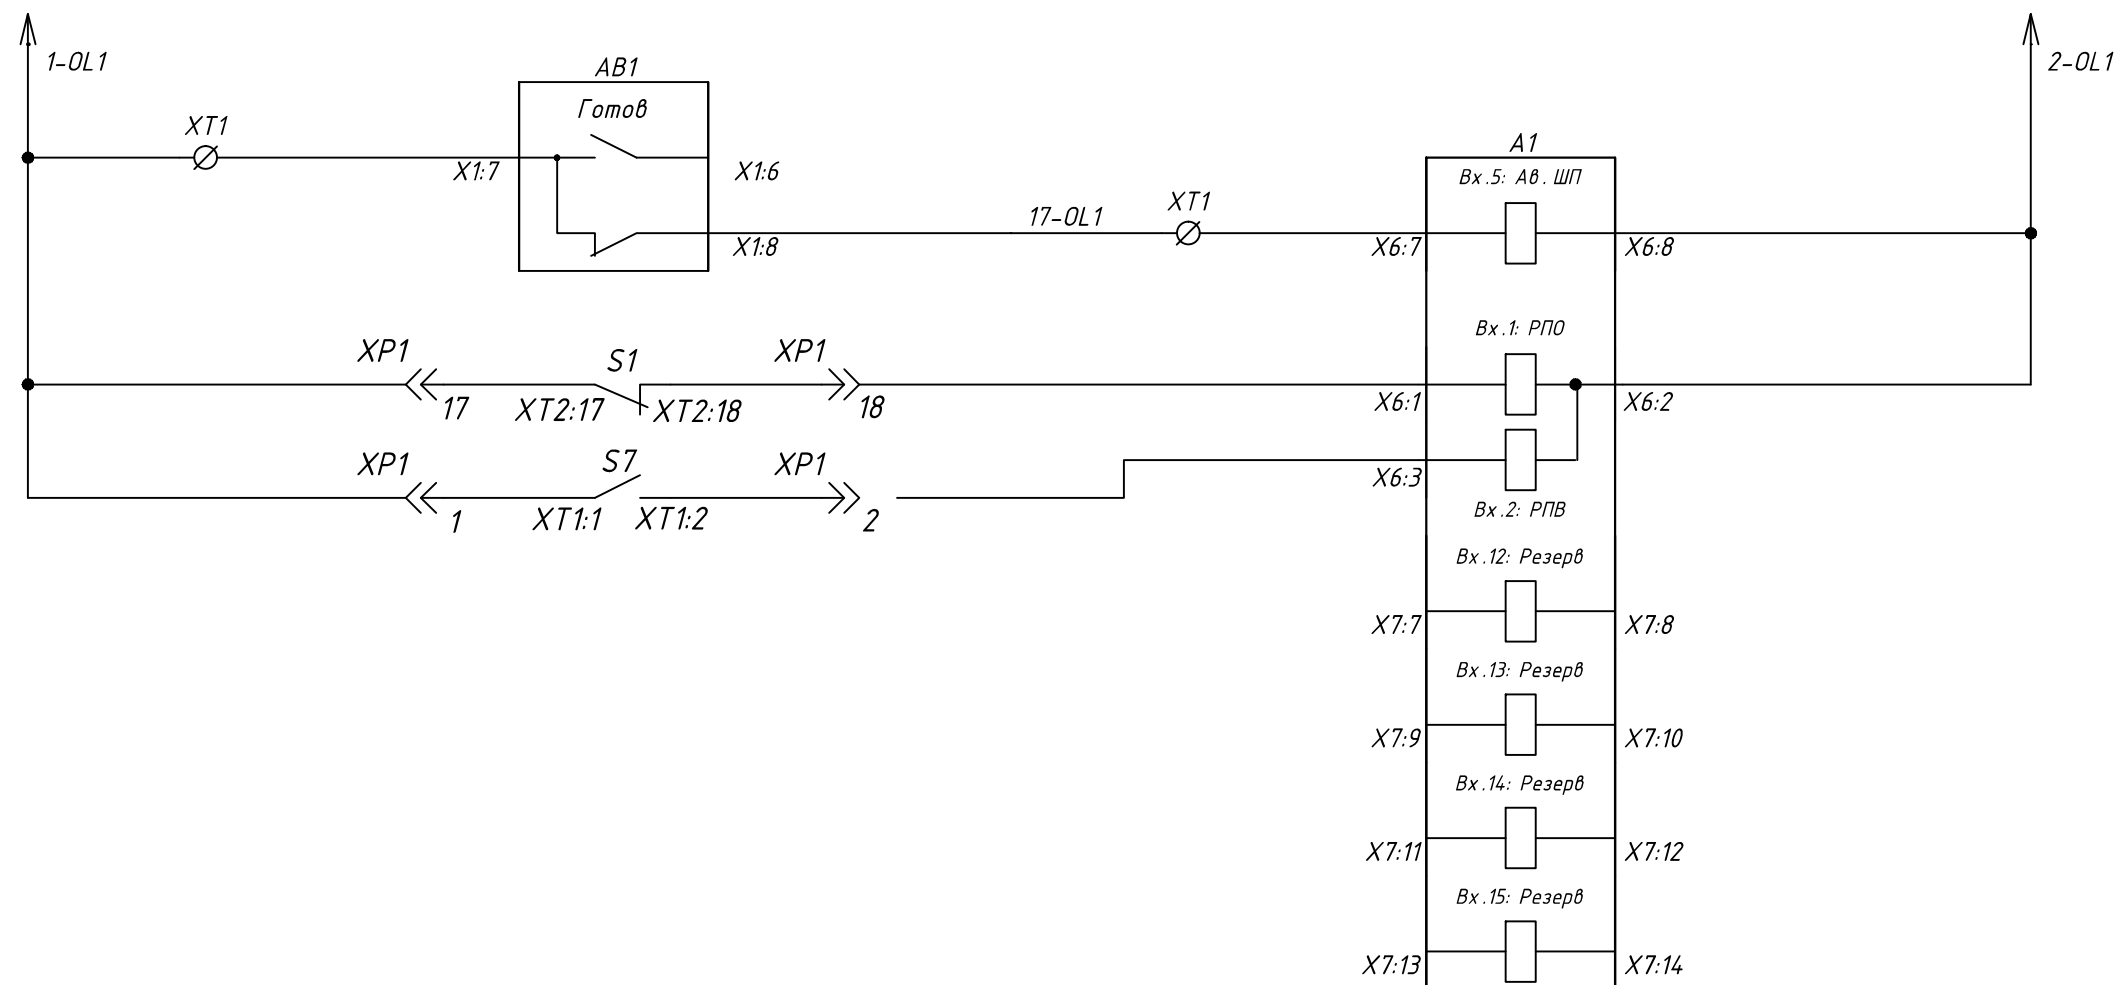 1-OL1
2-OL1
AB1
Готов
XT1
X1:7
X1:6
A1
Вх.5: Ав. ШП
17-OL1
XT1
X1:8
X6:7
X6:8
Вх.1: РПО
XP1
S1
XP1
17
XT2:17
XT2:18
18
X6:1
X6:2
XP1
S7
XP1
X6:3
1
XT1:1
XT1:2
2
Вх.2: РПВ
Вх.12: Резерв
X7:7
X7:8
Вх.13: Резерв
X7:9
X7:10
Вх.14: Резерв
X7:11
X7:12
Вх.15: Резерв
X7:13
X7:14